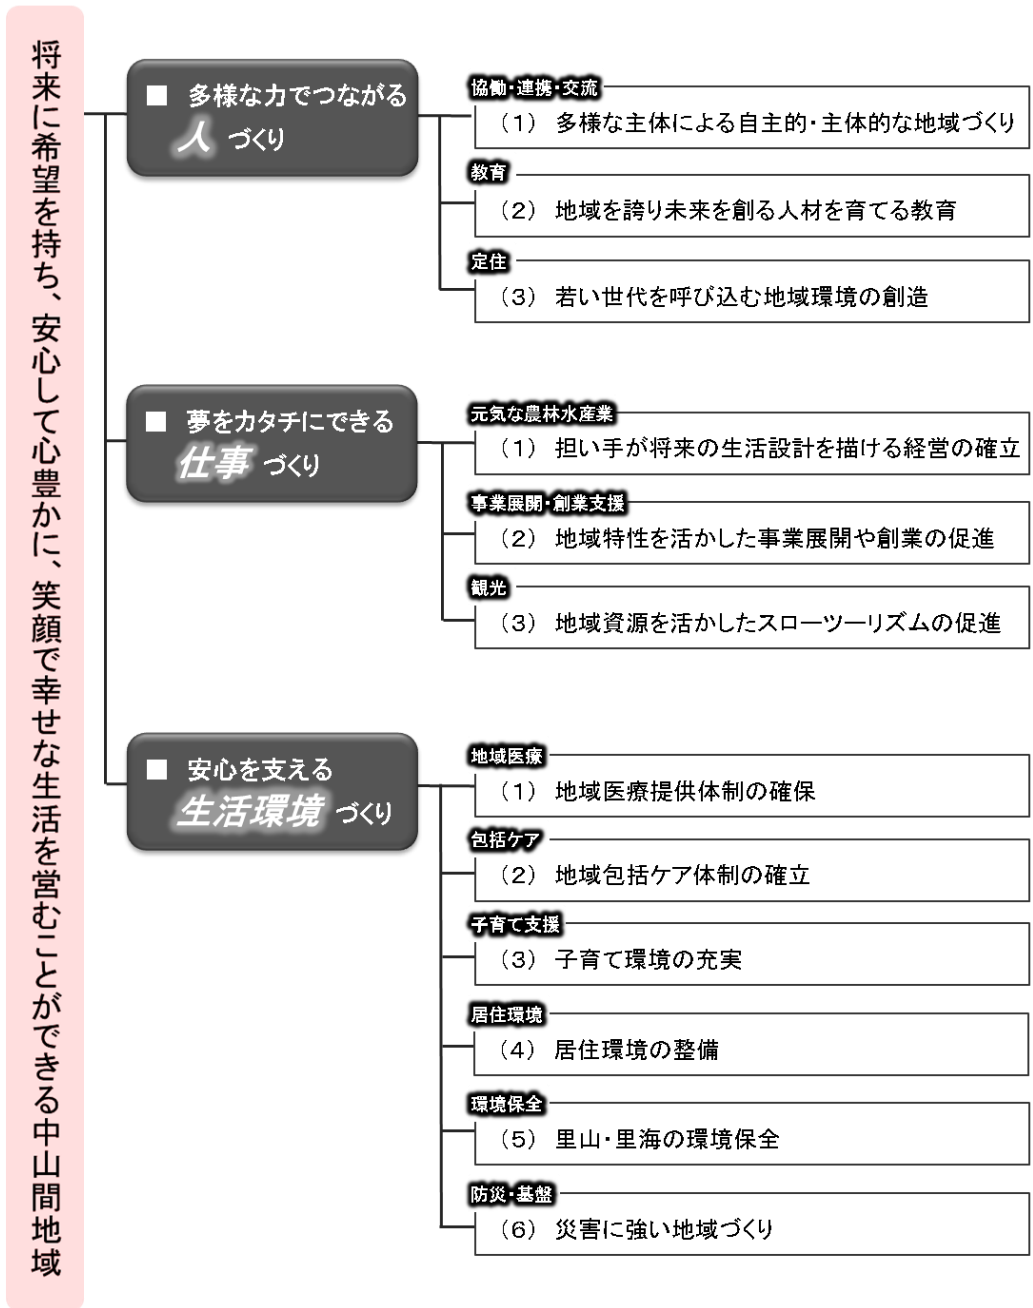 将来に希望を持ち、安心して心豊かに、笑顔で幸せな生活を営むことができる中山間地域
■ 多様な力でつながる
人 づくり
協働・連携・交流
（１） 多様な主体による自主的・主体的な地域づくり
教育
（２） 地域を誇り未来を創る人材を育てる教育
定住
（３） 若い世代を呼び込む地域環境の創造
■ 夢をカタチにできる
仕事 づくり
元気な農林水産業
（１） 担い手が将来の生活設計を描ける経営の確立
事業展開・創業支援
（２） 地域特性を活かした事業展開や創業の促進
観光
（３） 地域資源を活かしたスローツーリズムの促進
■ 安心を支える
生活環境 づくり
地域医療
（１） 地域医療提供体制の確保
包括ケア
（２） 地域包括ケア体制の確立
子育て支援
（３） 子育て環境の充実
居住環境
（４） 居住環境の整備
環境保全
（５） 里山・里海の環境保全
防災・基盤
（６） 災害に強い地域づくり